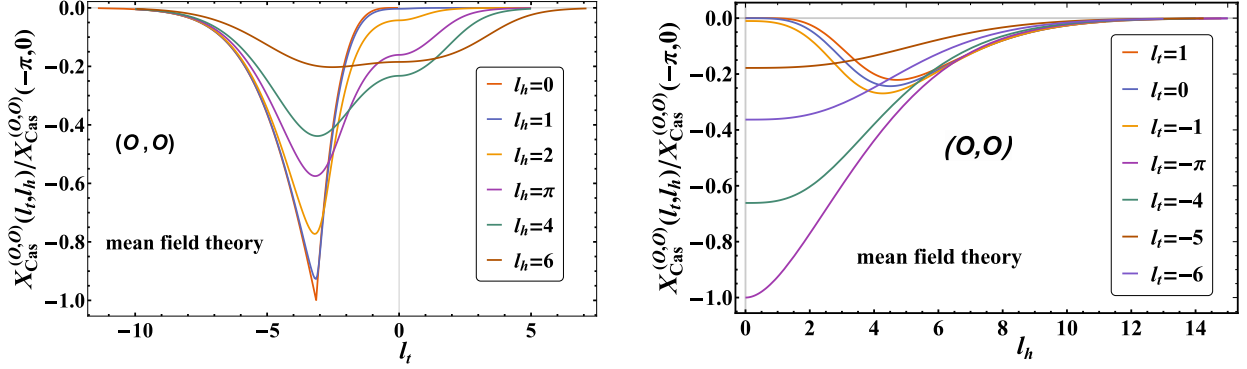 X_Cas^(O,O)(l_t,l_h)/X_Cas^(O,O)(-π,0)
0.0
-0.2
-0.4
-0.6
-0.8
-1.0
(O,O)
mean field theory
l_h=0
l_h=1
l_h=2
l_h=π
l_h=4
l_h=6
-10
-5
0
5
l_t
X_Cas^(O,O)(l_t,l_h)/X_Cas^(O,O)(-π,0)
0.0
-0.2
-0.4
-0.6
-0.8
-1.0
(O,O)
mean field theory
l_t=1
l_t=0
l_t=-1
l_t=-π
l_t=-4
l_t=-5
l_t=-6
0
2
4
6
8
10
12
14
l_h